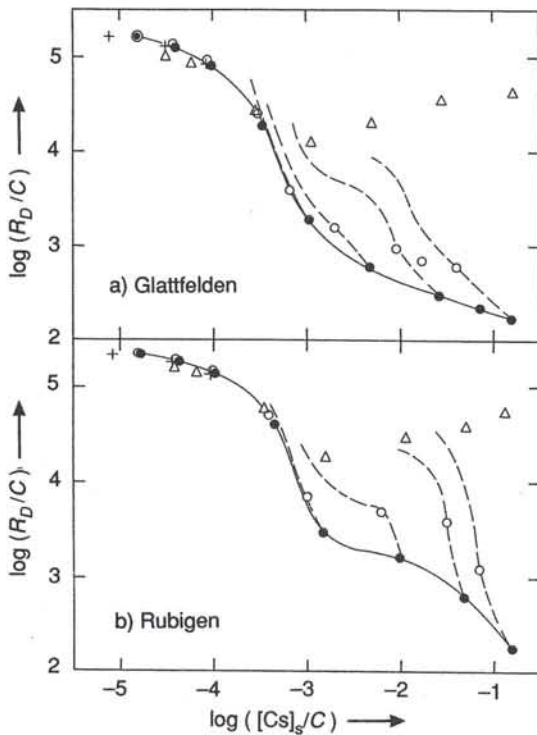 5
4
3
2
log (R_D/C) →
a) Glattfelden
5
4
3
2
log (R_D/C) →
b) Rubigen
−5 −4 −3 −2 −1
log ( [Cs]_s/C) →